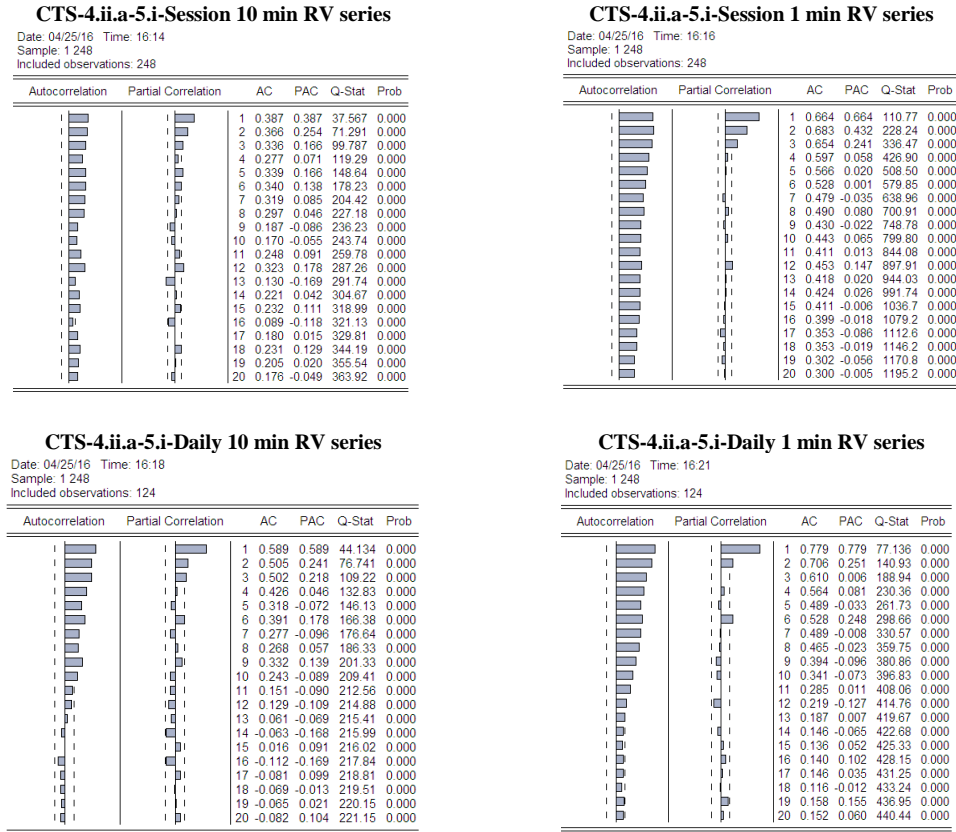 CTS-4.ii.a-5.i-Session 10 min RV series
Date: 04/25/16 Time: 16:14
Sample: 1 248
Included observations: 248
Autocorrelation Partial Correlation AC PAC Q-Stat Prob
1 0.387 0.387 37.567 0.000
2 0.366 0.254 71.291 0.000
3 0.336 0.166 99.787 0.000
4 0.277 0.071 119.29 0.000
5 0.339 0.166 148.64 0.000
6 0.340 0.138 178.23 0.000
7 0.319 0.085 204.42 0.000
8 0.297 0.046 227.18 0.000
9 0.187 -0.086 236.23 0.000
10 0.170 -0.055 243.74 0.000
11 0.248 0.091 259.78 0.000
12 0.323 0.178 287.26 0.000
13 0.130 -0.169 291.74 0.000
14 0.221 0.042 304.67 0.000
15 0.232 0.111 318.99 0.000
16 0.089 -0.118 321.13 0.000
17 0.180 0.015 329.81 0.000
18 0.231 0.129 344.19 0.000
19 0.205 0.020 355.54 0.000
20 0.176 -0.049 363.92 0.000
CTS-4.ii.a-5.i-Session 1 min RV series
Date: 04/25/16 Time: 16:16
Sample: 1 248
Included observations: 248
Autocorrelation Partial Correlation AC PAC Q-Stat Prob
1 0.664 0.664 110.77 0.000
2 0.683 0.432 228.24 0.000
3 0.654 0.241 336.47 0.000
4 0.597 0.058 426.90 0.000
5 0.566 0.020 508.50 0.000
6 0.528 0.001 579.85 0.000
7 0.479 -0.035 638.96 0.000
8 0.490 0.080 700.91 0.000
9 0.430 -0.022 748.78 0.000
10 0.443 0.065 799.80 0.000
11 0.411 0.013 844.08 0.000
12 0.453 0.147 897.91 0.000
13 0.418 0.020 944.03 0.000
14 0.424 0.026 991.74 0.000
15 0.411 -0.006 1036.7 0.000
16 0.399 -0.018 1079.2 0.000
17 0.353 -0.086 1112.6 0.000
18 0.353 -0.019 1146.2 0.000
19 0.302 -0.056 1170.8 0.000
20 0.300 -0.005 1195.2 0.000
CTS-4.ii.a-5.i-Daily 10 min RV series
Date: 04/25/16 Time: 16:18
Sample: 1 248
Included observations: 124
Autocorrelation Partial Correlation AC PAC Q-Stat Prob
1 0.589 0.589 44.134 0.000
2 0.505 0.241 76.741 0.000
3 0.502 0.218 109.22 0.000
4 0.426 0.046 132.83 0.000
5 0.318 -0.072 146.13 0.000
6 0.391 0.178 166.38 0.000
7 0.277 -0.096 176.64 0.000
8 0.268 0.057 186.33 0.000
9 0.332 0.139 201.33 0.000
10 0.243 -0.089 209.41 0.000
11 0.151 -0.090 212.56 0.000
12 0.129 -0.109 214.88 0.000
13 0.061 -0.069 215.41 0.000
14 -0.063 -0.168 215.99 0.000
15 0.016 0.091 216.02 0.000
16 -0.112 -0.169 217.84 0.000
17 -0.081 0.099 218.81 0.000
18 -0.069 -0.013 219.51 0.000
19 -0.065 0.021 220.15 0.000
20 -0.082 0.104 221.15 0.000
CTS-4.ii.a-5.i-Daily 1 min RV series
Date: 04/25/16 Time: 16:21
Sample: 1 248
Included observations: 124
Autocorrelation Partial Correlation AC PAC Q-Stat Prob
1 0.779 0.779 77.136 0.000
2 0.706 0.251 140.93 0.000
3 0.610 0.006 188.94 0.000
4 0.564 0.081 230.36 0.000
5 0.489 -0.033 261.73 0.000
6 0.528 0.248 298.66 0.000
7 0.489 -0.008 330.57 0.000
8 0.465 -0.023 359.75 0.000
9 0.394 -0.096 380.86 0.000
10 0.341 -0.073 396.83 0.000
11 0.285 0.011 408.06 0.000
12 0.219 -0.127 414.76 0.000
13 0.187 0.007 419.67 0.000
14 0.146 -0.065 422.68 0.000
15 0.136 0.052 425.33 0.000
16 0.140 0.102 428.15 0.000
17 0.146 0.035 431.25 0.000
18 0.116 -0.012 433.24 0.000
19 0.158 0.155 436.95 0.000
20 0.152 0.060 440.44 0.000